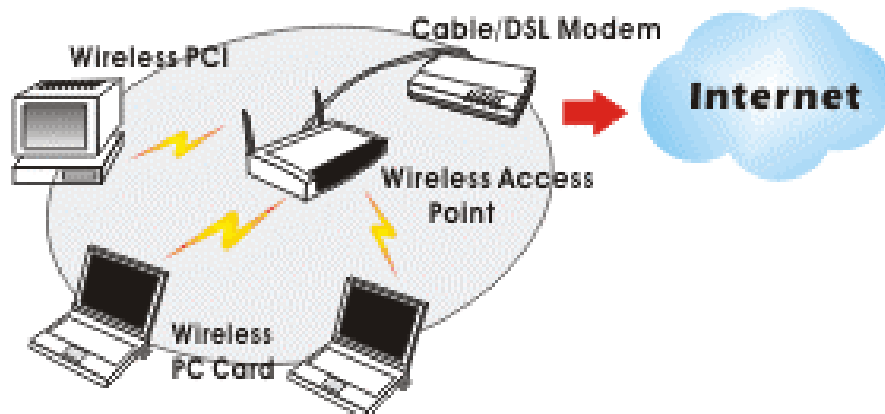 Wireless PCI
Cable/DSL Modem
Internet
Wireless Access
Point
Wireless
PC Card